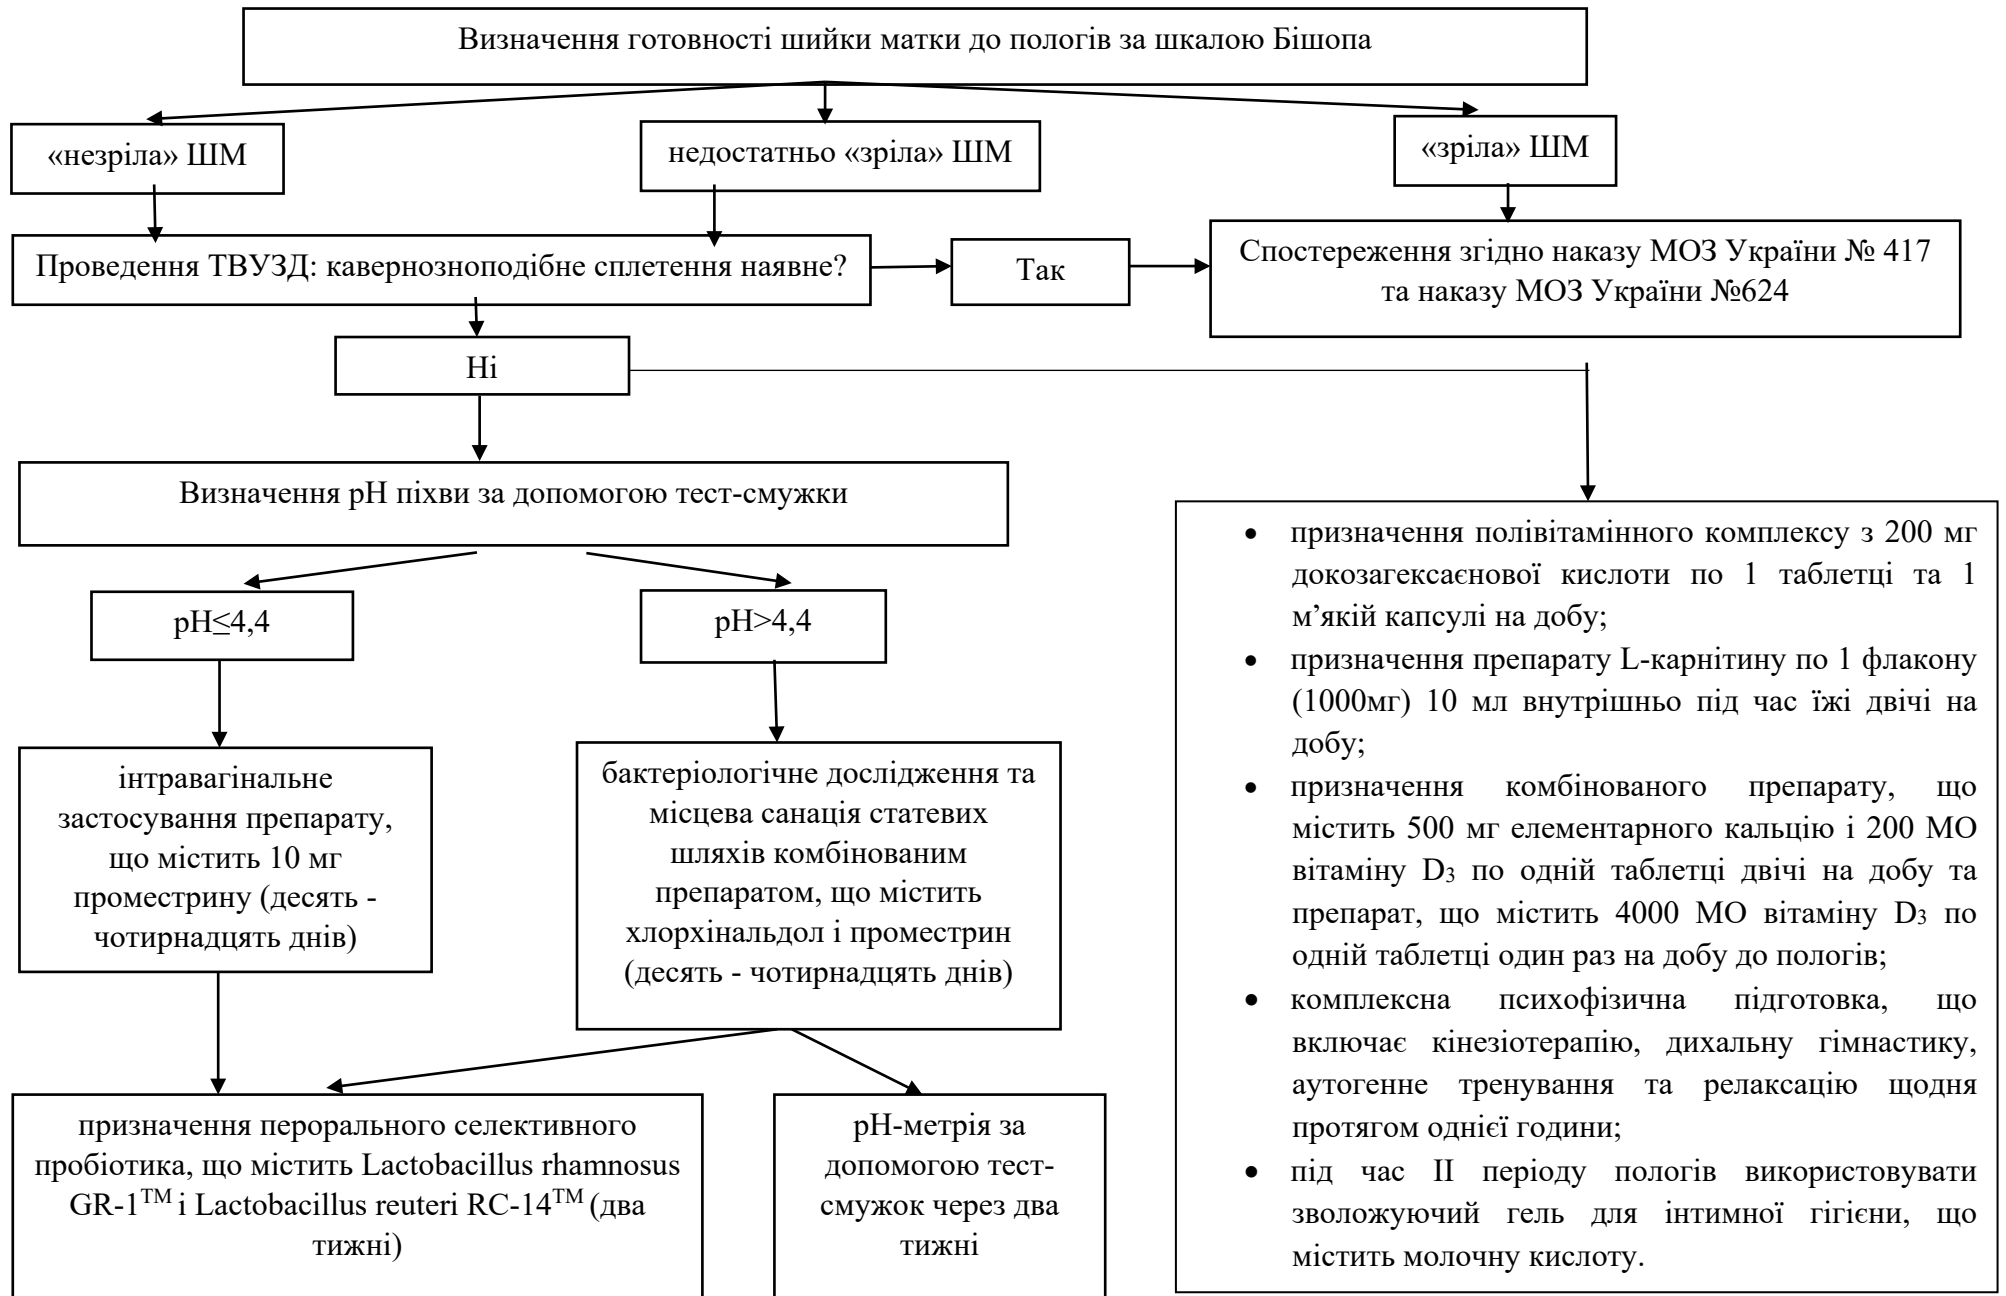 Визначення готовності шийки матки до пологів за шкалою Бішопа
«незріла» ШМ
недостатньо «зріла» ШМ
«зріла» ШМ
Проведення ТВУЗД: кавернозноподібне сплетення наявне?
Так
Спостереження згідно наказу МОЗ України № 417
та наказу МОЗ України №624
Ні
Визначення pH піхви за допомогою тест-смужки
pH≤4,4
pH>4,4
інтравагінальне
застосування препарату,
що містить 10 мг
проместрину (десять -
чотирнадцять днів)
бактеріологічне дослідження та
місцева санація статевих
шляхів комбінованим
препаратом, що містить
хлорхінальдол і проместрин
(десять - чотирнадцять днів)
призначення перорального селективного
пробіотика, що містить Lactobacillus rhamnosus
GR-1TM і Lactobacillus reuteri RC-14TM (два
тижні)
pH-метрія за
допомогою тест-
смужок через два
тижні
• призначення полівітамінного комплексу з 200 мг
докозагексаєнової кислоти по 1 таблетці та 1
м’якій капсулі на добу;
• призначення препарату L-карнітину по 1 флакону
(1000мг) 10 мл внутрішньо під час їжі двічі на
добу;
• призначення комбінованого препарату, що
містить 500 мг елементарного кальцію і 200 МО
вітаміну D3 по одній таблетці двічі на добу та
препарат, що містить 4000 МО вітаміну D3 по
одній таблетці один раз на добу до пологів;
• комплексна психофізична підготовка, що
включає кінезіотерапію, дихальну гімнастику,
аутогенне тренування та релаксацію щодня
протягом однієї години;
• під час II періоду пологів використовувати
зволожуючий гель для інтимної гігієни, що
містить молочну кислоту.